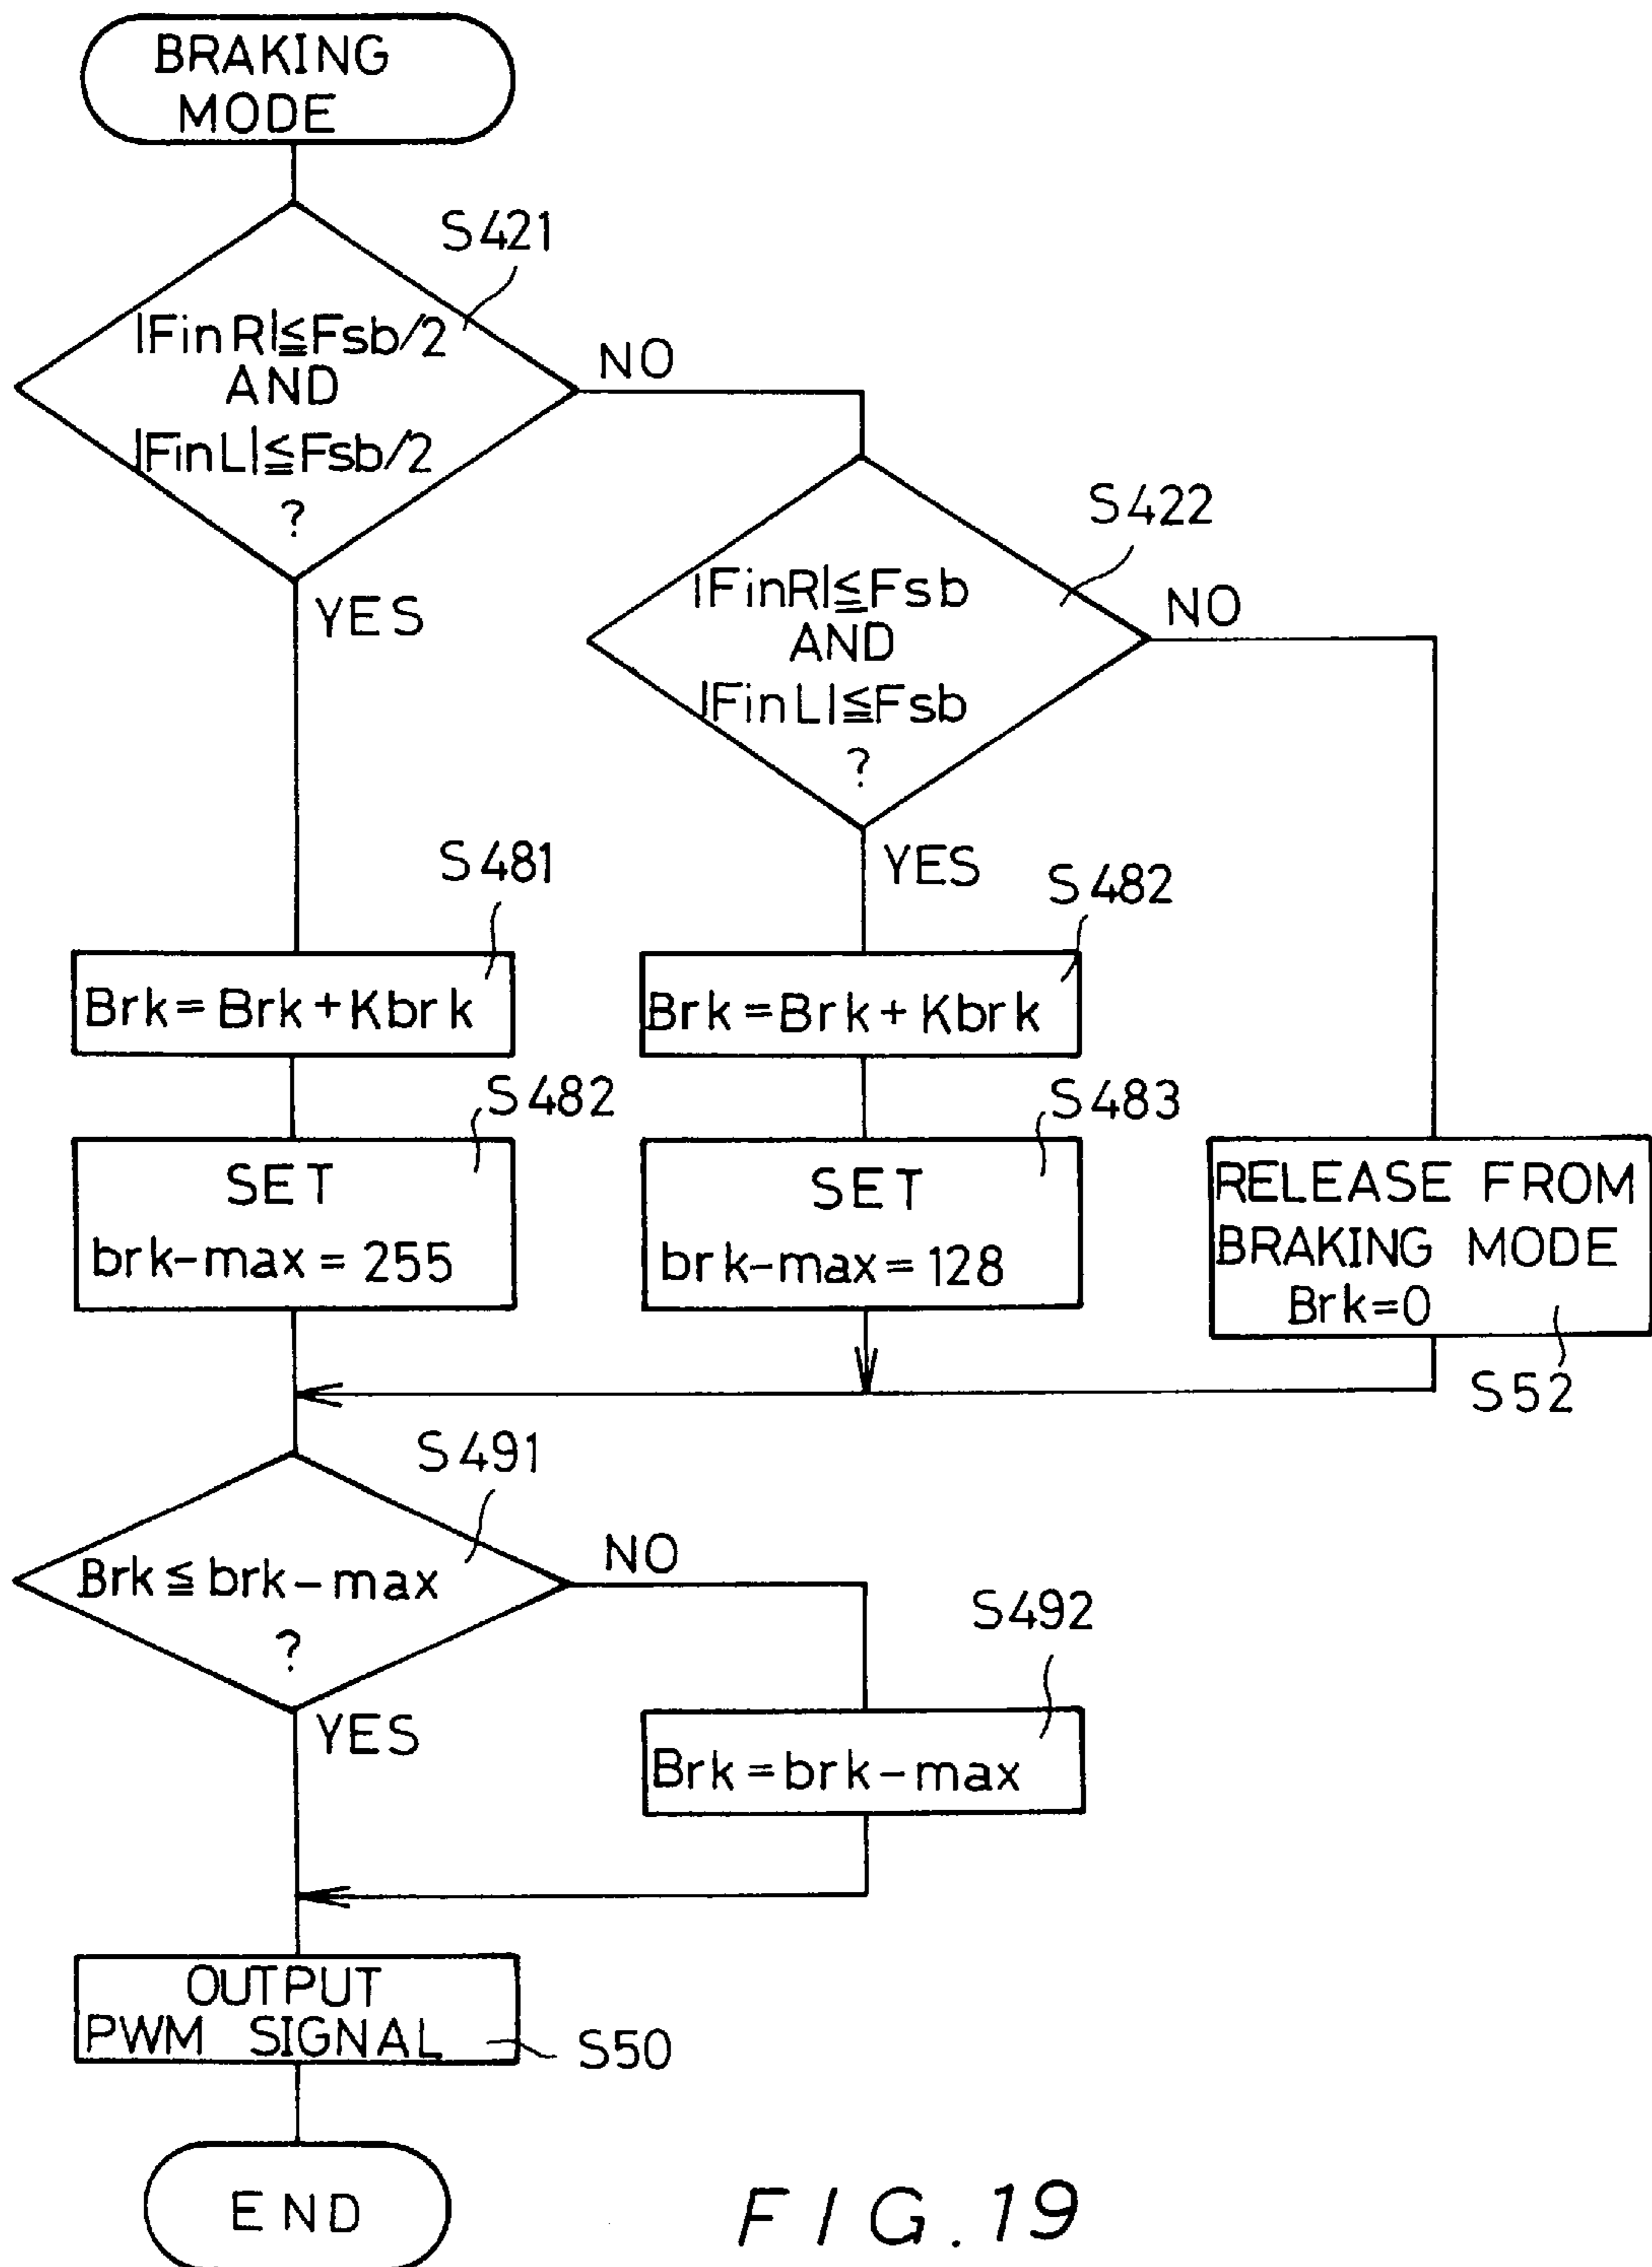 BRAKING
MODE
S421
|FinR|≦Fsb/2
AND
|FinL|≦Fsb/2
?
NO
YES
S422
|FinR|≦Fsb
AND
|FinL|≦Fsb
?
NO
YES
S481
Brk=Brk+Kbrk
S482
Brk=Brk+Kbrk
S482
SET
brk-max=255
S483
SET
brk-max=128
RELEASE FROM
BRAKING MODE
Brk=0
S52
S491
Brk≦brk-max
?
NO
YES
S492
Brk=brk-max
OUTPUT
PWM SIGNAL
S50
END
FIG.19